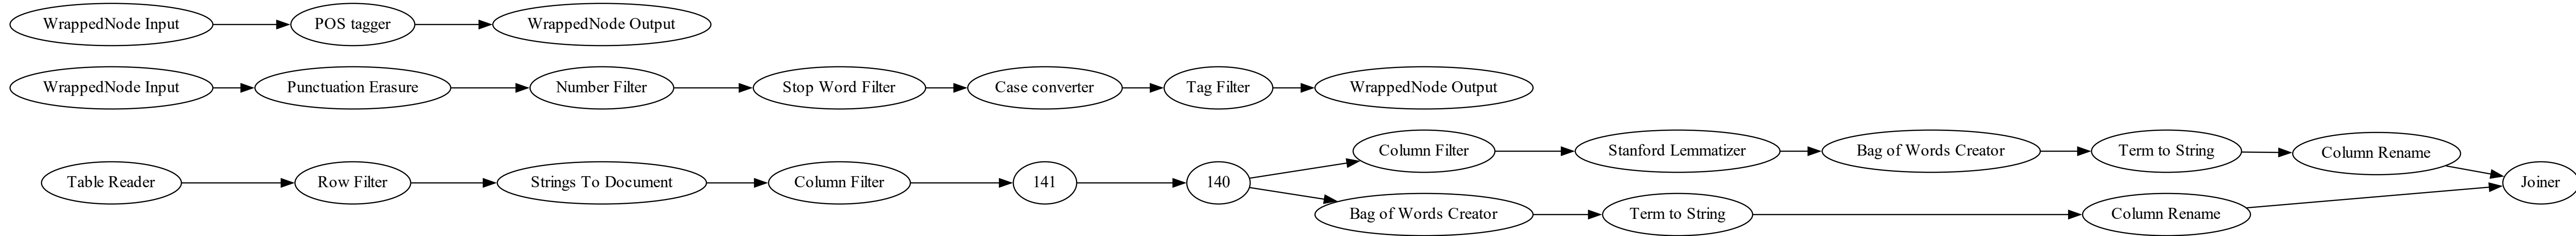 WrappedNode Input
POS tagger
WrappedNode Output
WrappedNode Input
Punctuation Erasure
Number Filter
Stop Word Filter
Case converter
Tag Filter
WrappedNode Output
Table Reader
Row Filter
Strings To Document
Column Filter
141
140
Column Filter
Stanford Lemmatizer
Bag of Words Creator
Term to String
Column Rename
Bag of Words Creator
Term to String
Column Rename
Joiner